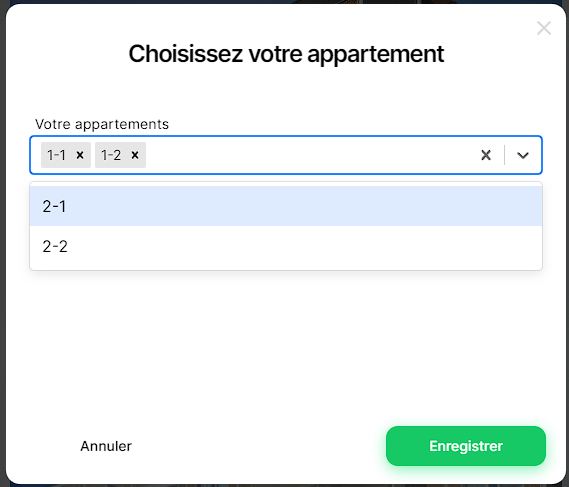 Choisissez votre appartement
Votre appartements
1-1 1-2
2-1
2-2
Annuler Enregistrer